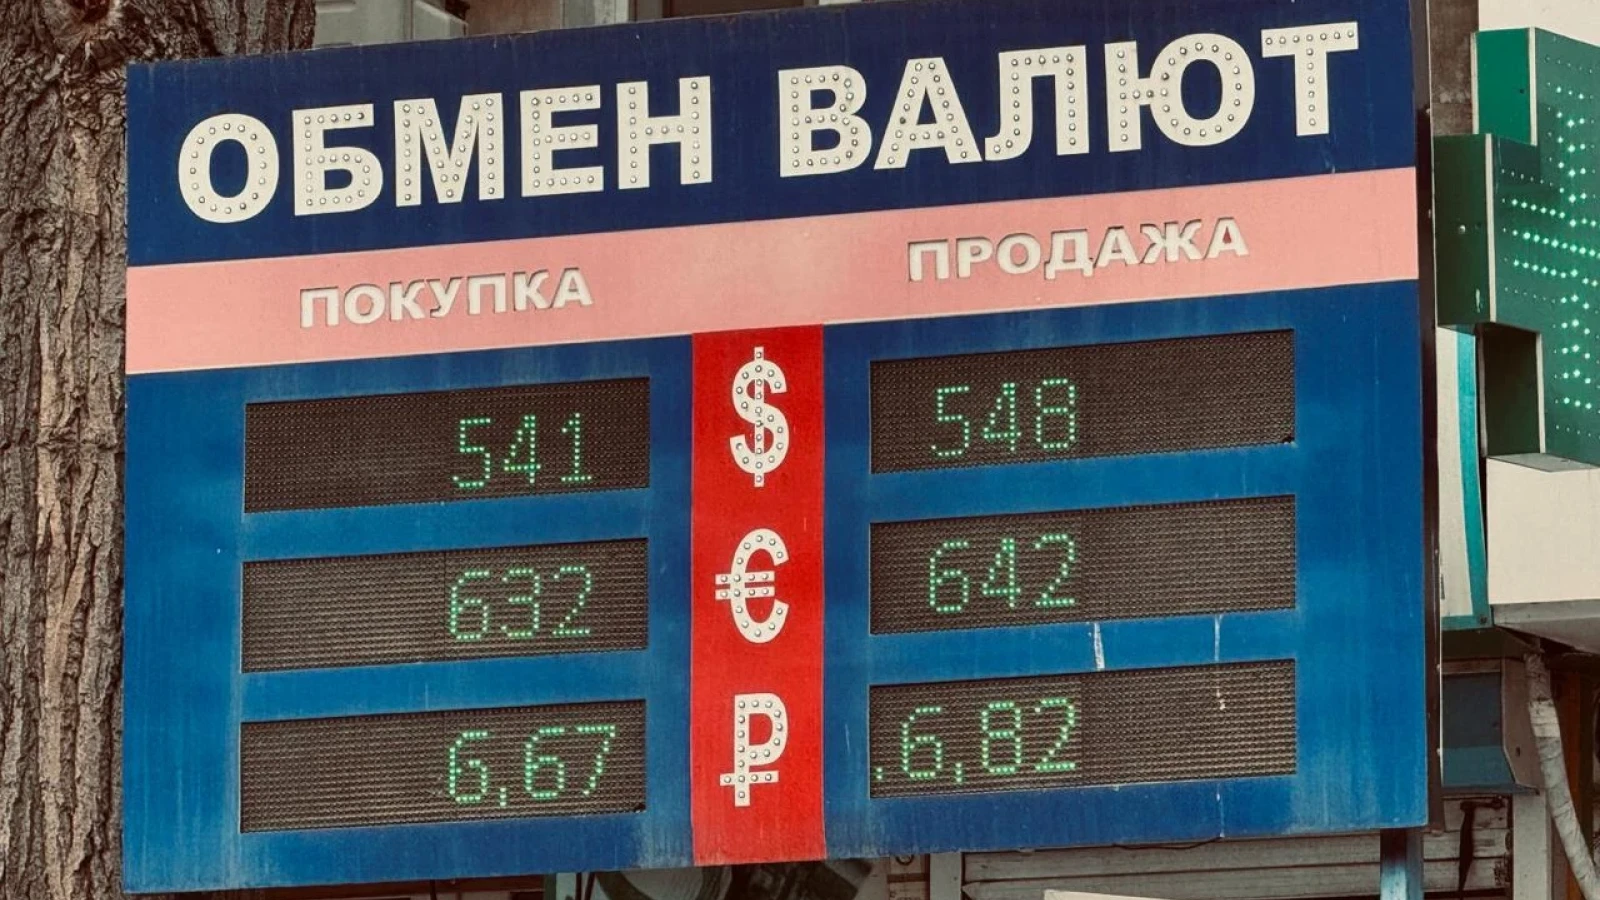 ОБМЕН ВАЛЮТ
ПОКУПКА ПРОДАЖА
541 $ 548
632 € 642
6,67 ₽ .6,82